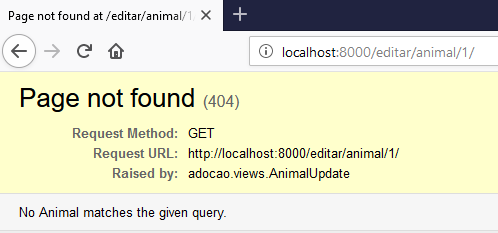 Page not found at /editar/animal/1
localhost:8000/editar/animal/1/
Page not found (404)
Request Method: GET
Request URL: http://localhost:8000/editar/animal/1/
Raised by: adocao.views.AnimalUpdate
No Animal matches the given query.